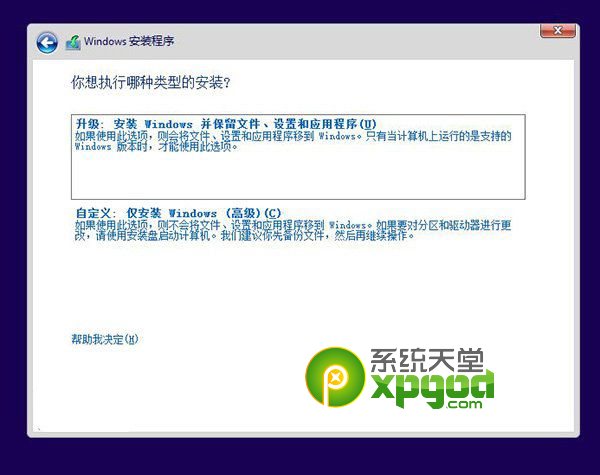 Windows 安装程序
你想执行哪种类型的安装?
升级: 安装 Windows 并保留文件、设置和应用程序(U)
如果使用此选项，则会将文件、设置和应用程序移到 Windows。只有当计算机上运行的是支持的
Windows 版本时，才能使用此选项。
自定义: 仅安装 Windows (高级)(C)
如果使用此选项，则不会将文件、设置和应用程序移到 Windows。如果要对分区和驱动器进行更
改，请使用安装盘启动计算机。我们建议你先备份文件，然后再继续操作。
帮助我决定(H)
系统天堂
xpgod
.com